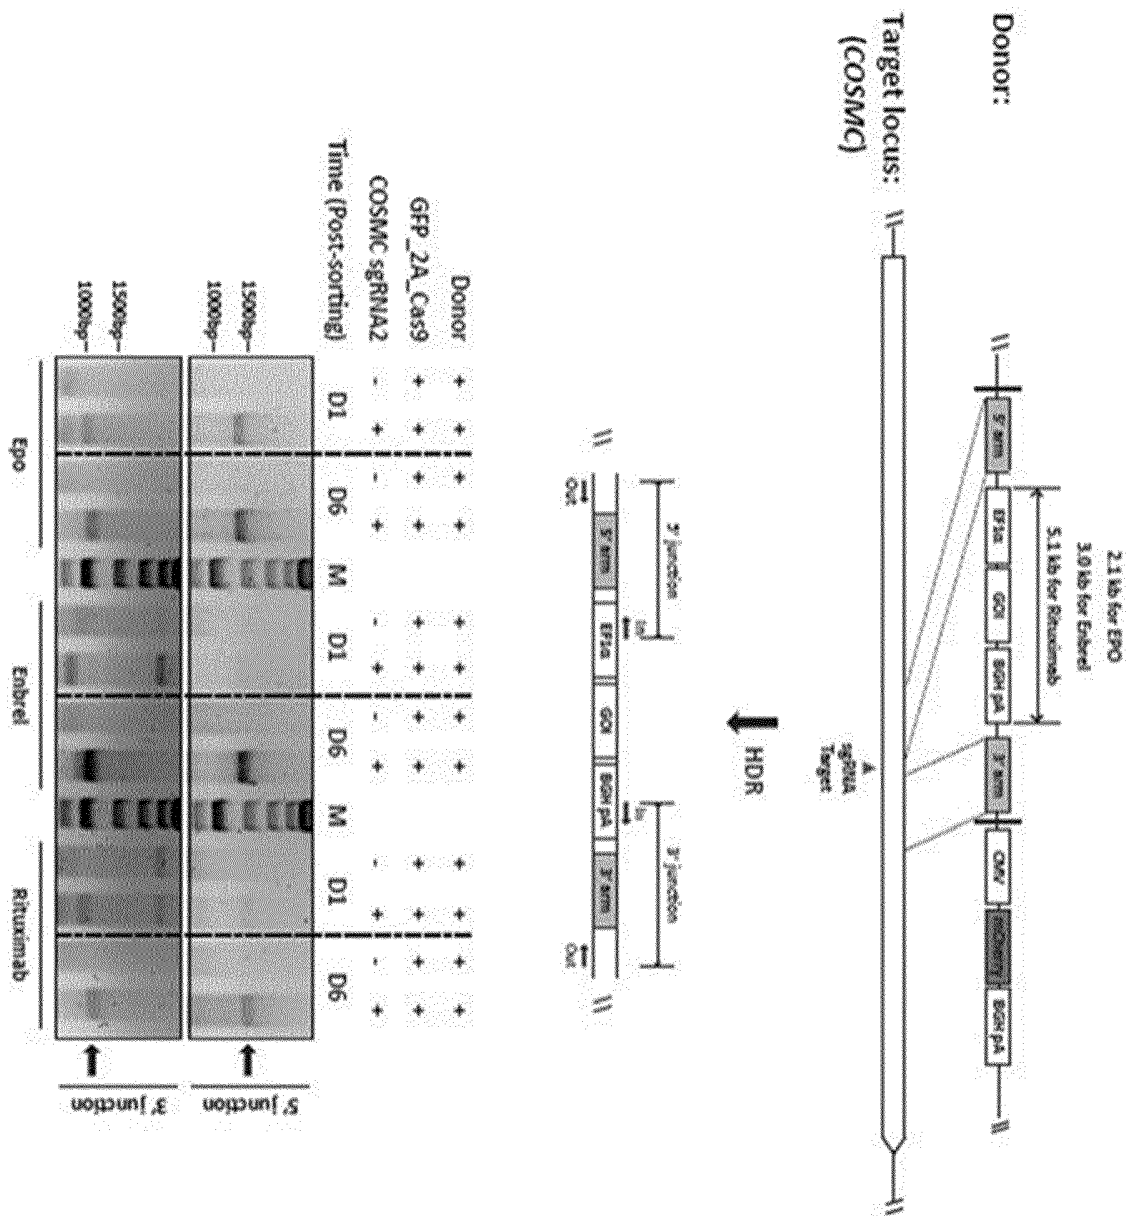 Donor:
2.1 kb for EPO
3.0 kb for Enbrel
5.1 kb for Rituximab
5' arm EF1α GOI BGH pA 3' arm CMV mCherry BGH pA
Target locus:
(COSMC)
sgRNA
Target
HDR
5' junction 3' junction
In In
5' arm EF1α GOI BGH pA 3' arm
Out Out
Donor + + + + + + + + + + + +
GFP_2A_Cas9 + + + + + + + + + + + +
COSMC sgRNA2 - + - + - + - + - + - +
Time (Post-sorting) D1 D6 M D1 D6 M D1 D6
1500bp
1000bp
5' junction
1500bp
1000bp
3' junction
Epo Enbrel Rituximab